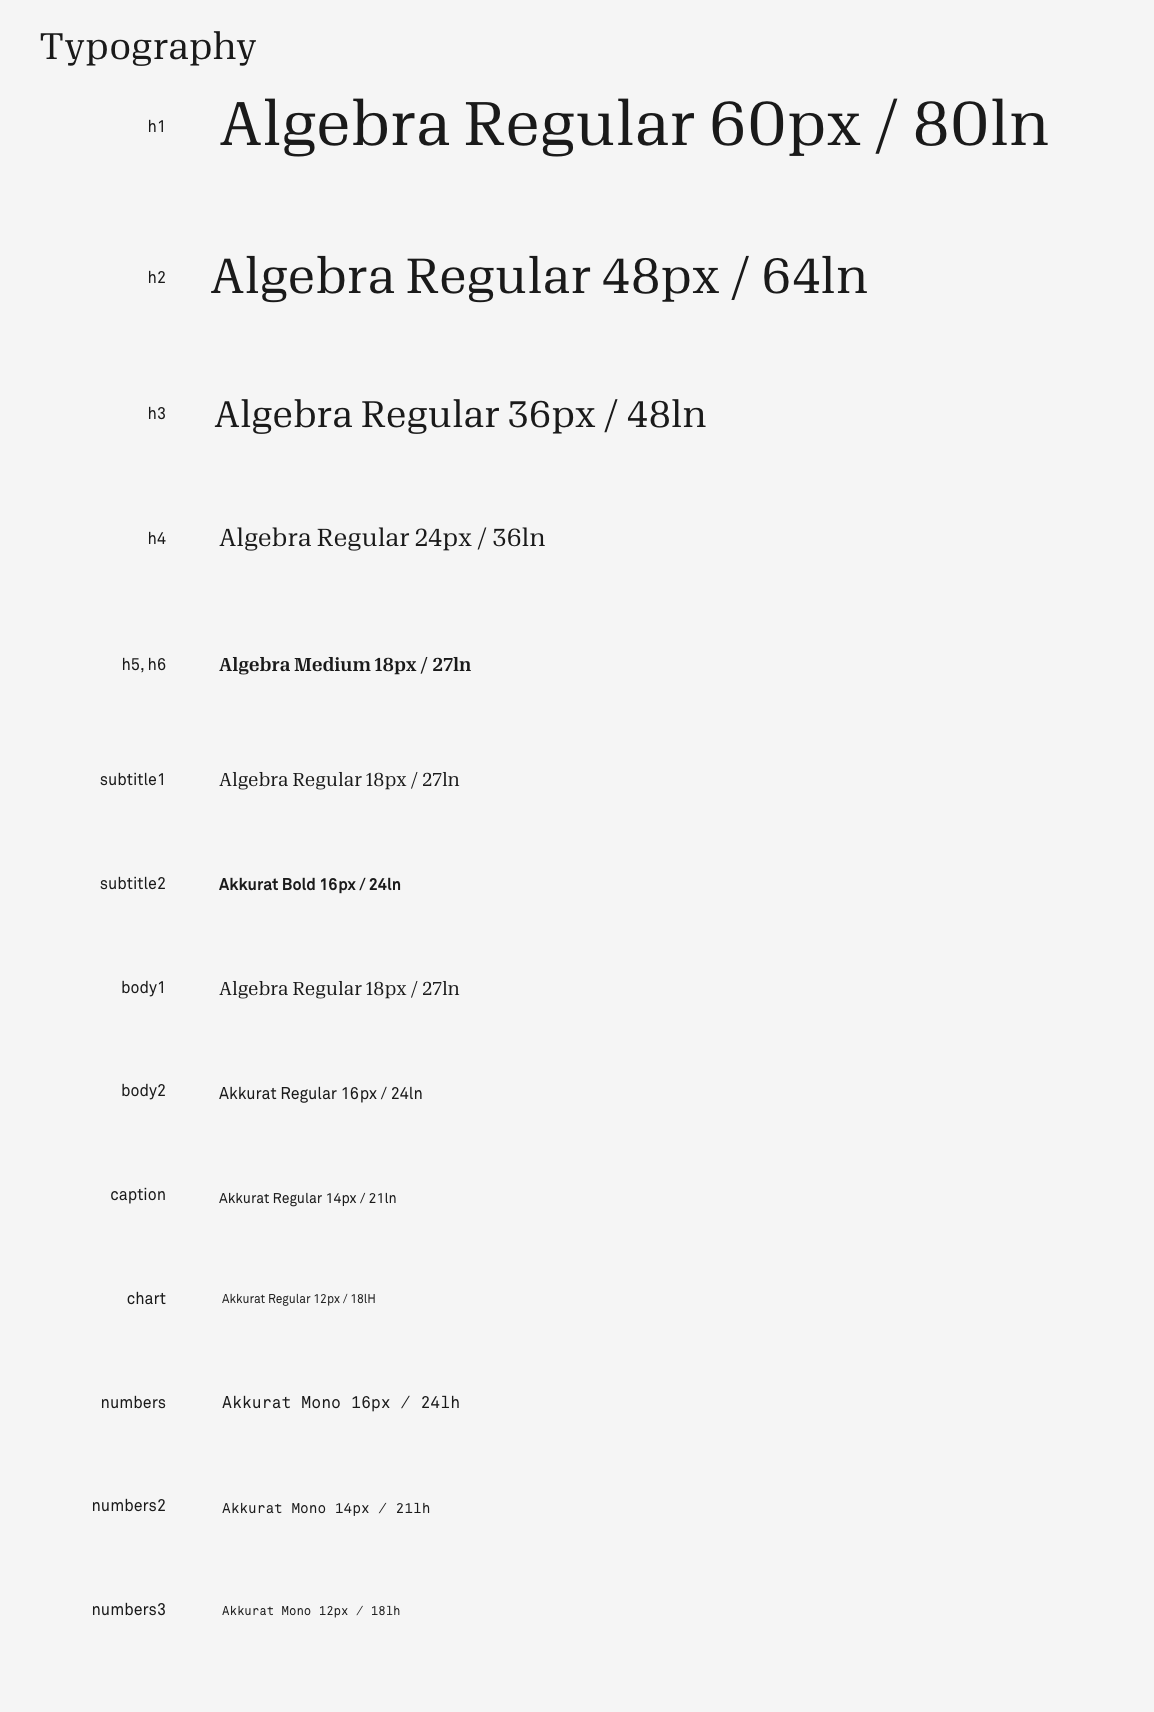 Typography
h1 Algebra Regular 60px / 80ln
h2 Algebra Regular 48px / 64ln
h3 Algebra Regular 36px / 48ln
h4 Algebra Regular 24px / 36ln
h5, h6 Algebra Medium 18px / 27ln
subtitle1 Algebra Regular 18px / 27ln
subtitle2 Akkurat Bold 16px / 24ln
body1 Algebra Regular 18px / 27ln
body2 Akkurat Regular 16px / 24ln
caption Akkurat Regular 14px / 21ln
chart Akkurat Regular 12px / 18lH
numbers Akkurat Mono 16px / 24lh
numbers2 Akkurat Mono 14px / 21lh
numbers3 Akkurat Mono 12px / 18lh